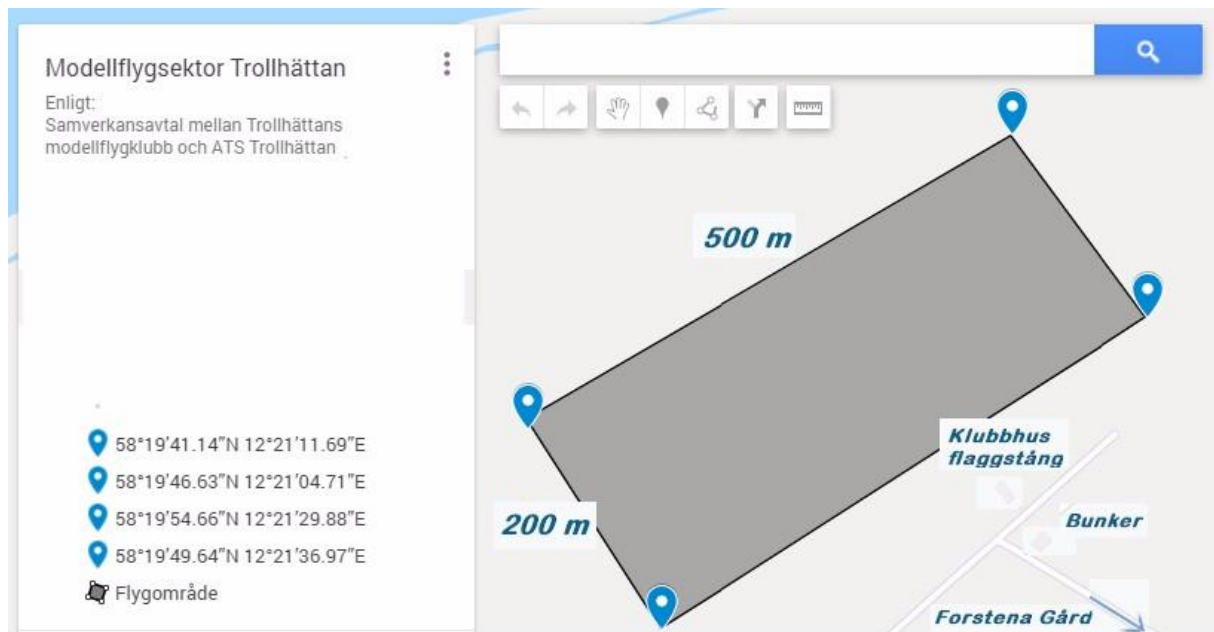 Modellflygsektor Trollhättan
Enligt:
Samverkansavtal mellan Trollhättans
modellflygklubb och ATS Trollhättan
58°19'41.14"N 12°21'11.69"E
58°19'46.63"N 12°21'04.71"E
58°19'54.66"N 12°21'29.88"E
58°19'49.64"N 12°21'36.97"E
Flygområde
500 m
200 m
Klubbhus
flaggstång
Bunker
Forstena Gård